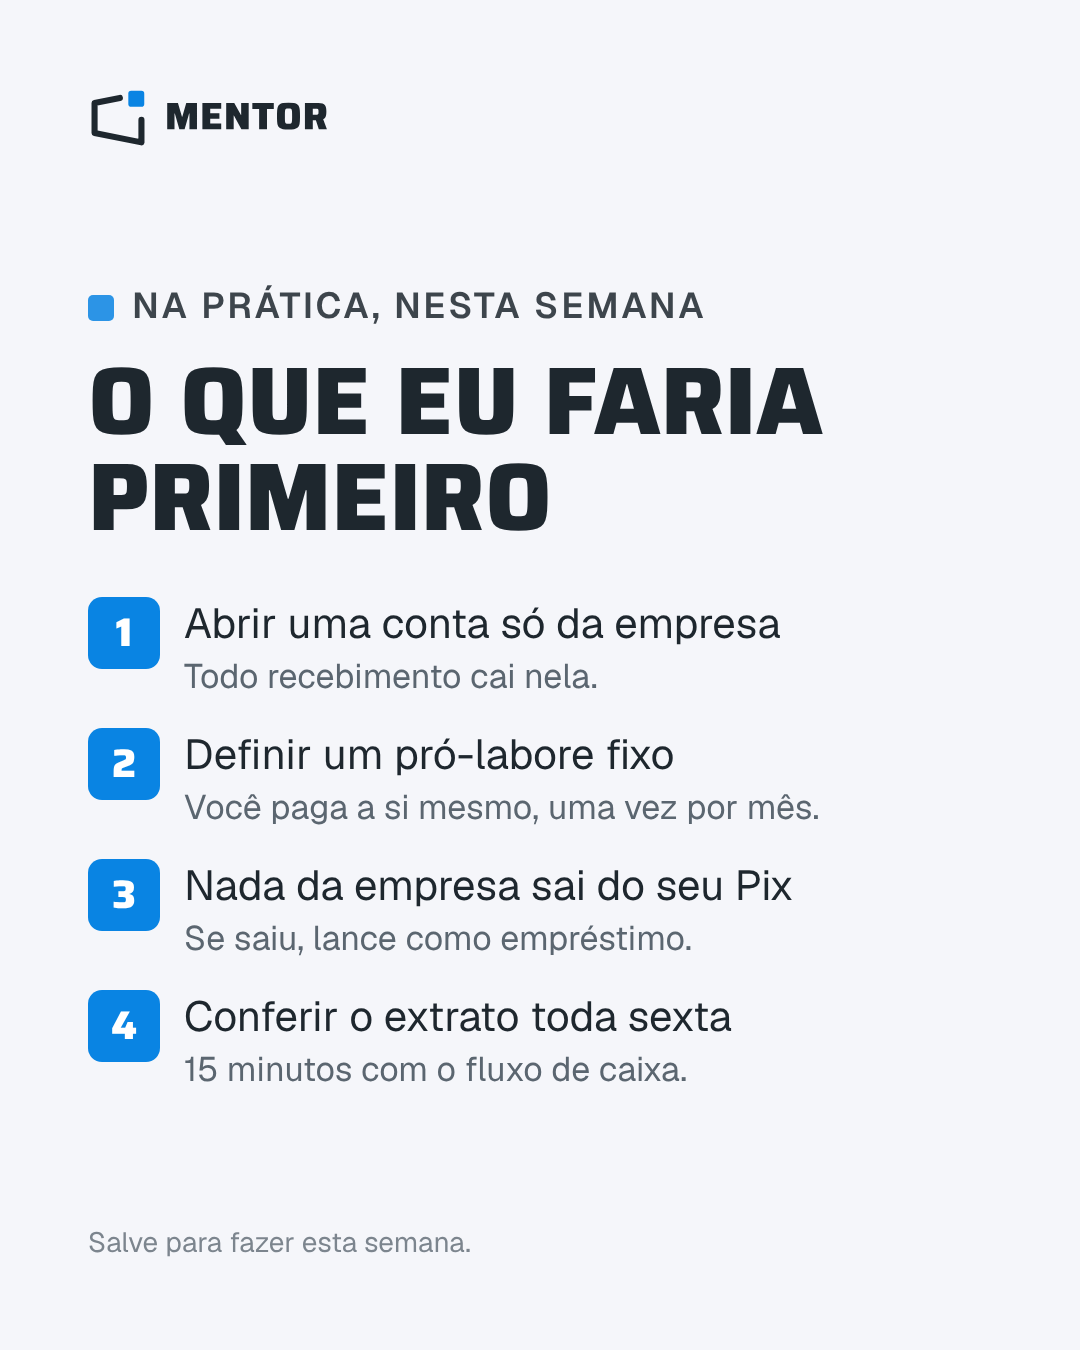 MENTOR
NA PRÁTICA, NESTA SEMANA
O QUE EU FARIA
PRIMEIRO
1 Abrir uma conta só da empresa
Todo recebimento cai nela.
2 Definir um pró-labore fixo
Você paga a si mesmo, uma vez por mês.
3 Nada da empresa sai do seu Pix
Se saiu, lance como empréstimo.
4 Conferir o extrato toda sexta
15 minutos com o fluxo de caixa.
Salve para fazer esta semana.